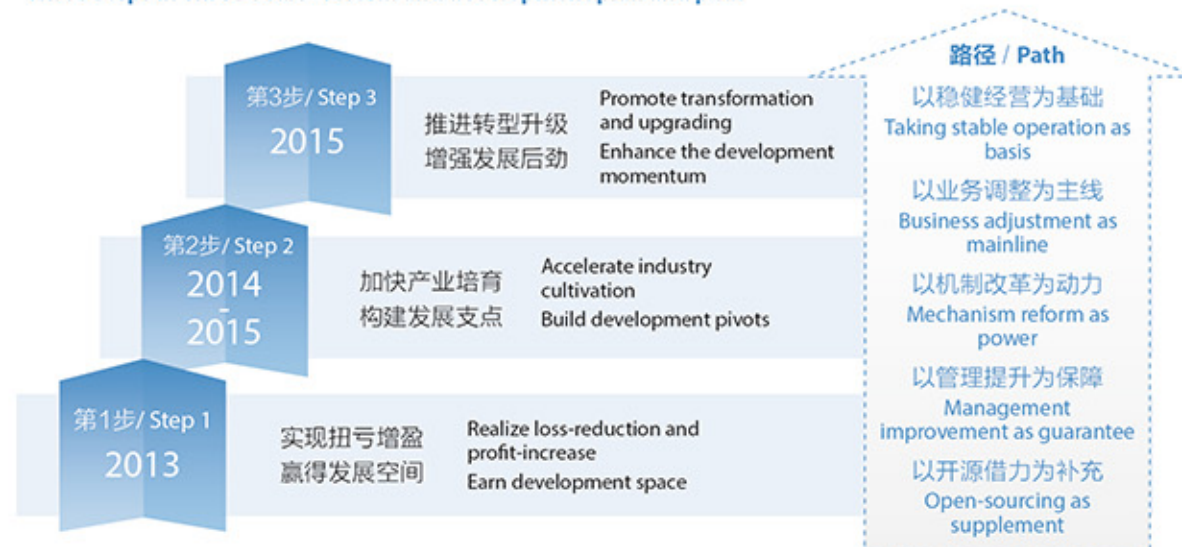 第3步/ Step 3
2015
推进转型升级
增强发展后劲
Promote transformation
and upgrading
Enhance the development
momentum
第2步/ Step 2
2014
-
2015
加快产业培育
构建发展支点
Accelerate industry
cultivation
Build development pivots
第1步/ Step 1
2013
实现扭亏增盈
赢得发展空间
Realize loss-reduction and
profit-increase
Earn development space
路径 / Path
以稳健经营为基础
Taking stable operation as
basis
以业务调整为主线
Business adjustment as
mainline
以机制改革为动力
Mechanism reform as
power
以管理提升为保障
Management
improvement as guarantee
以开源借力为补充
Open-sourcing as
supplement